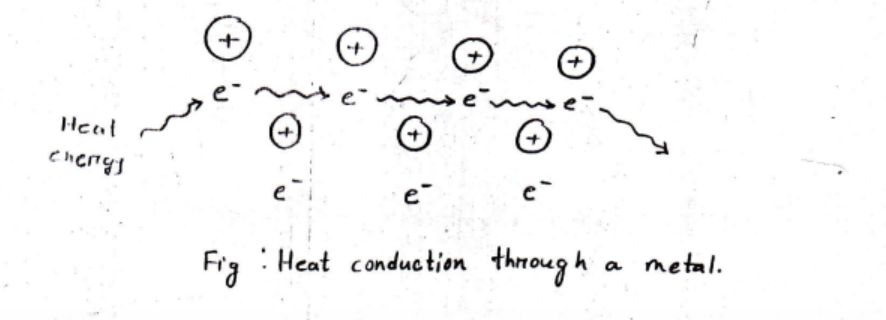 + + + +
e⁻ e⁻ e⁻ e⁻
Heat
energy
+ + +
e⁻ e⁻ e⁻
Fig : Heat conduction through a metal.